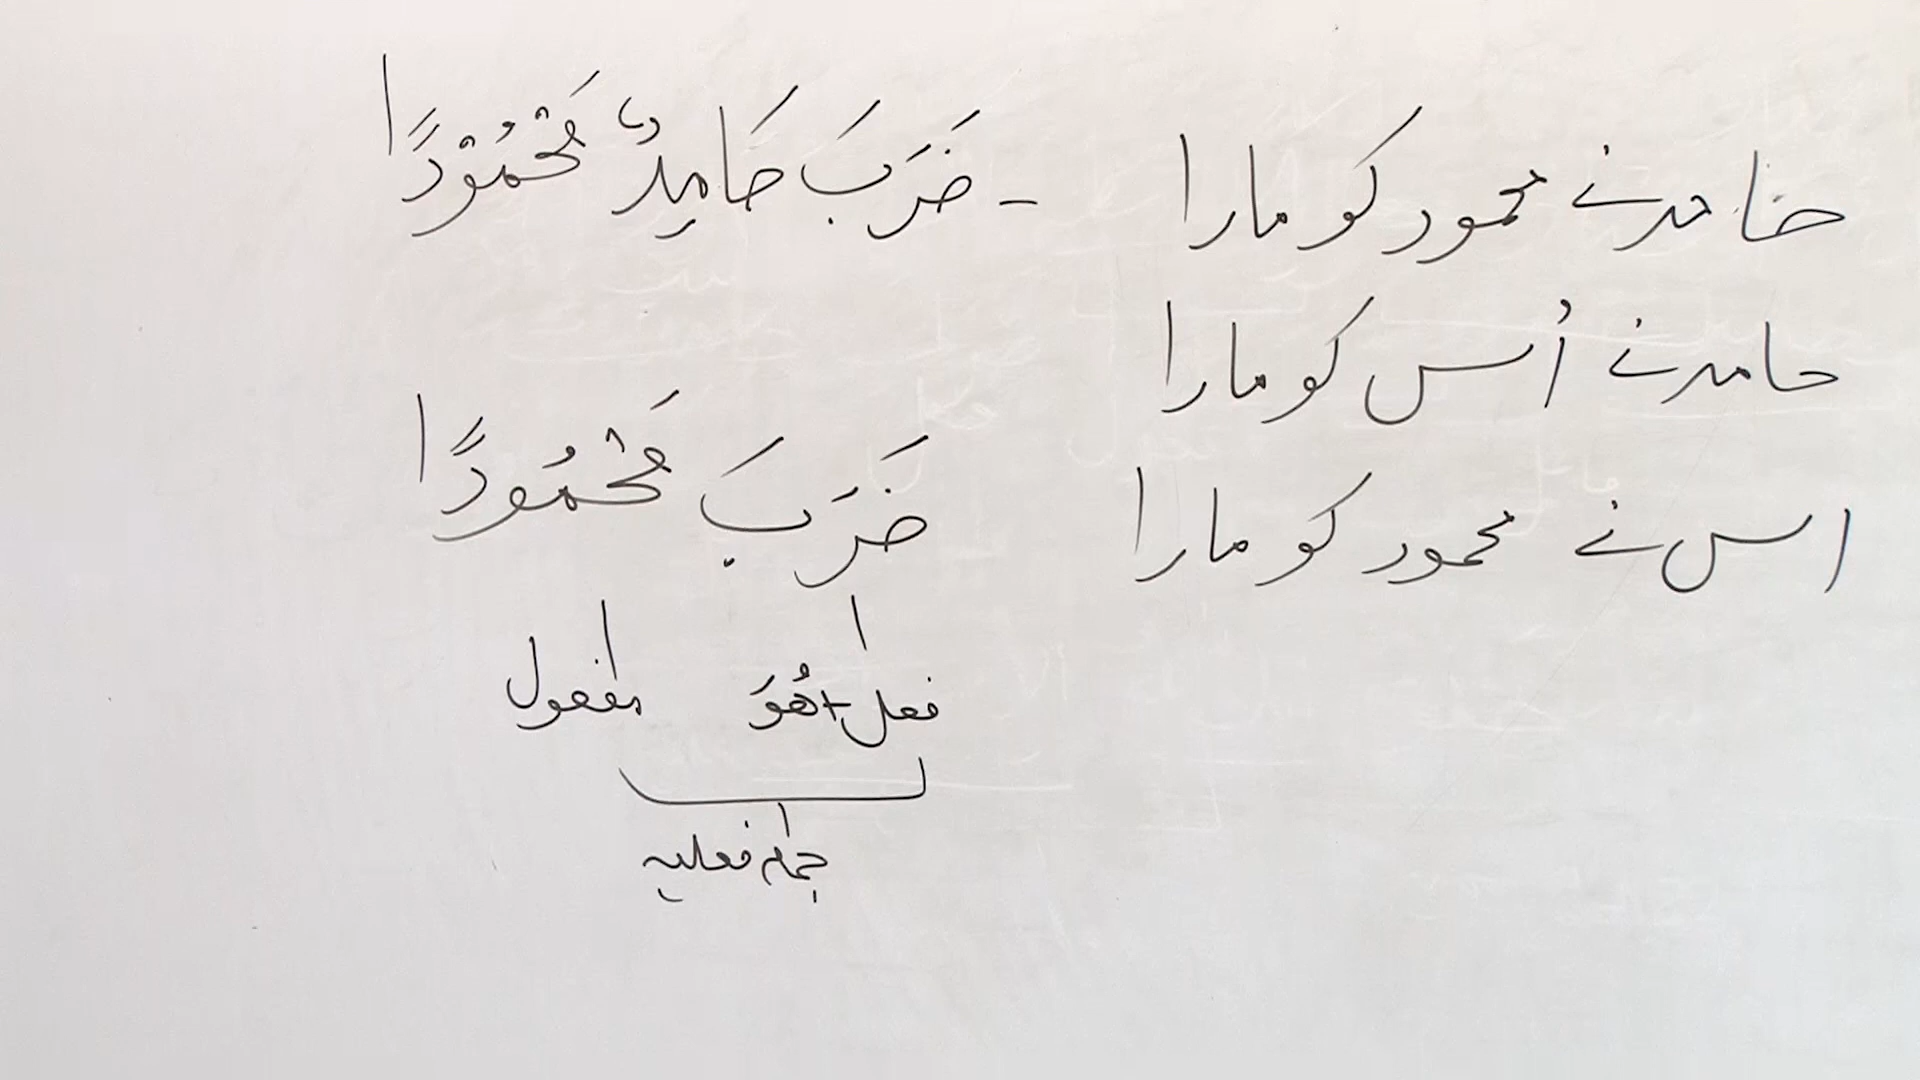 حامد نے محمود کو مارا - ضَرَبَ حَامِدٌ مَحْمُوْدًا
حامد نے اُس کو مارا
اس نے محمود کو مارا ضَرَبَ مَحْمُودًا
فعل + هُوَ مفعول
جملہ فعلیہ